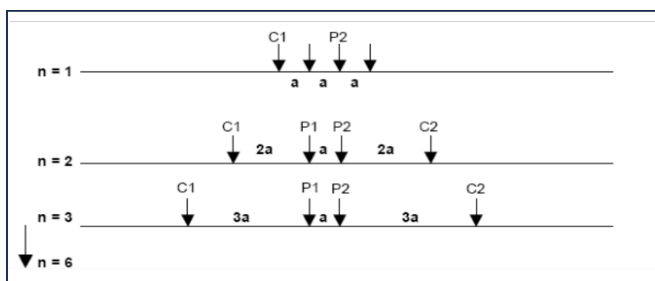 C1 P2
n = 1
a a a
C1 P1 P2 C2
2a a 2a
n = 2
C1 P1 P2 C2
n = 3
3a a 3a
n = 6